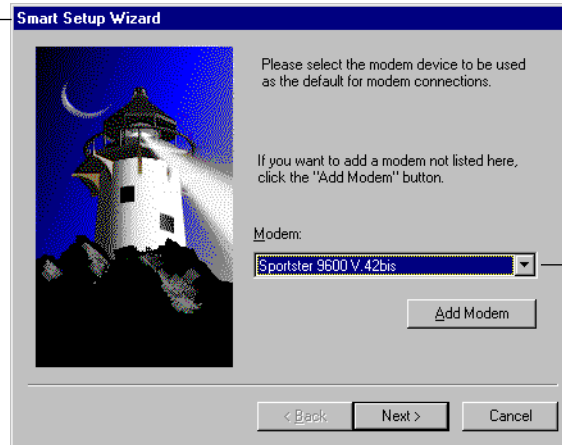 Smart Setup Wizard
Please select the modem device to be used
as the default for modem connections.
If you want to add a modem not listed here,
click the "Add Modem" button.
Modem:
Sportster 9600 V.42bis
Add Modem
< Back
Next >
Cancel